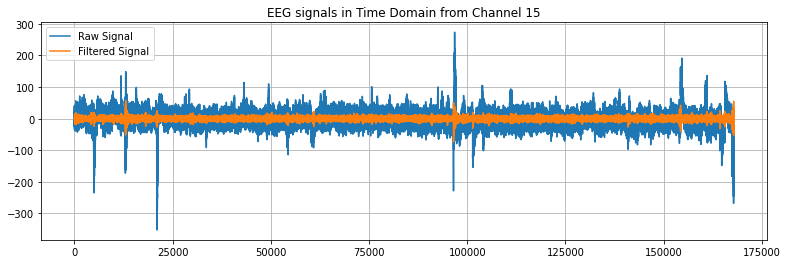 EEG signals in Time Domain from Channel 15
Raw Signal
Filtered Signal
300
200
100
0
−100
−200
−300
0 25000 50000 75000 100000 125000 150000 175000